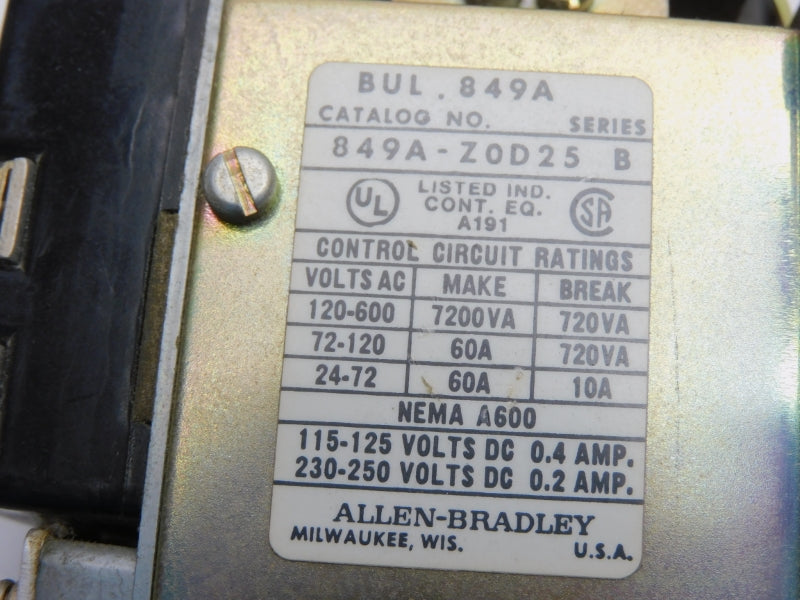 BUL. 849A
CATALOG NO. SERIES
849A-Z0D25 B
UL LISTED IND. SA
CONT. EQ.
A191
CONTROL CIRCUIT RATINGS
VOLTS AC MAKE BREAK
120-600 7200VA 720VA
72-120 60A 720VA
24-72 60A 10A
NEMA A600
115-125 VOLTS DC 0.4 AMP.
230-250 VOLTS DC 0.2 AMP.
ALLEN-BRADLEY
MILWAUKEE, WIS. U.S.A.